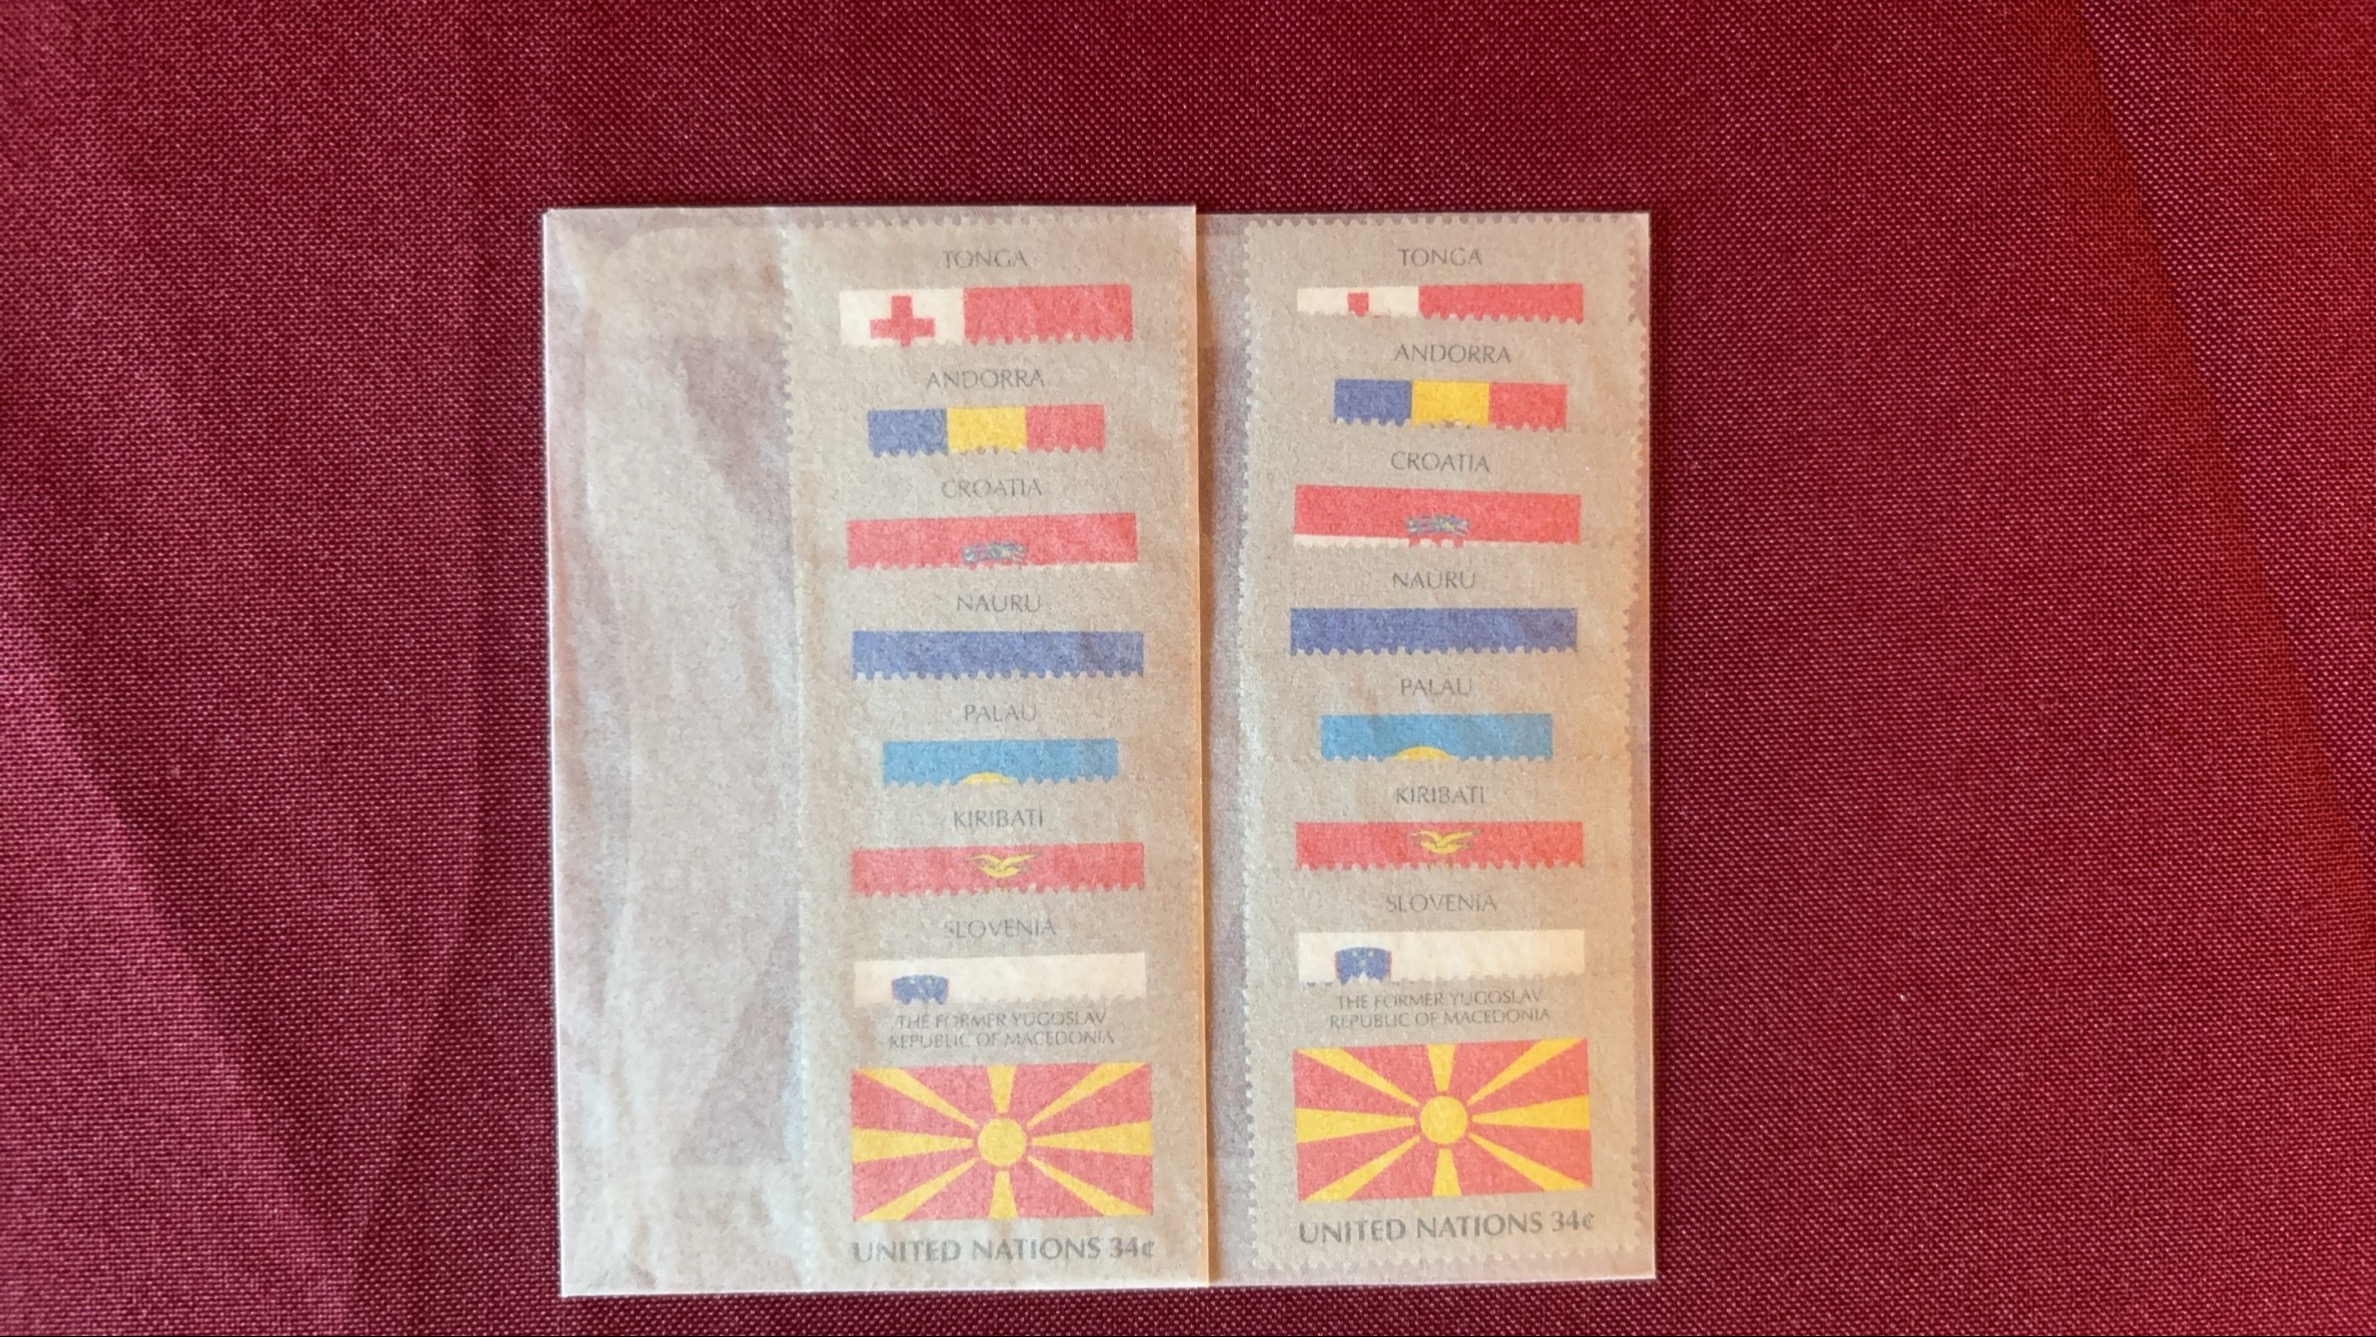 TONGA
ANDORRA
CROATIA
NAURU
PALAU
KIRIBATI
SLOVENIA
THE FORMER YUGOSLAV
REPUBLIC OF MACEDONIA
UNITED NATIONS 34¢
TONGA
ANDORRA
CROATIA
NAURU
PALAU
KIRIBATI
SLOVENIA
THE FORMER YUGOSLAV
REPUBLIC OF MACEDONIA
UNITED NATIONS 34¢